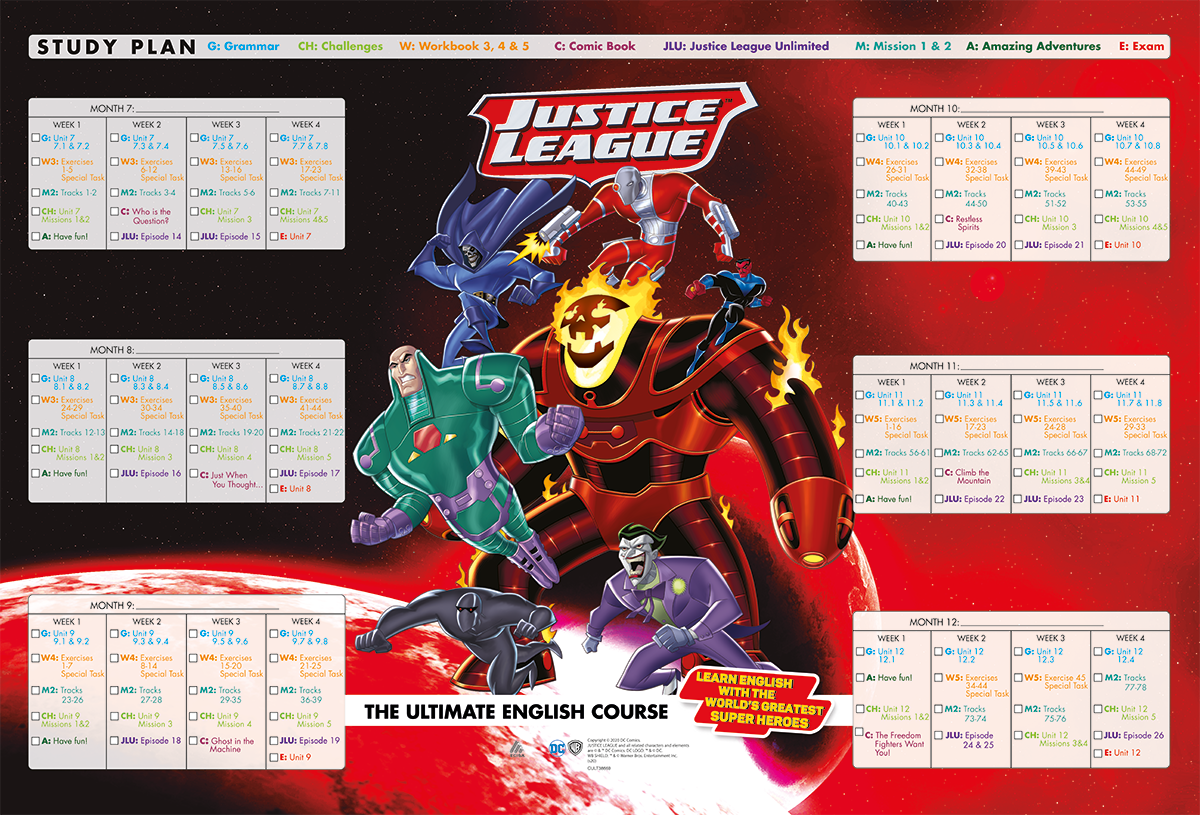 STUDY PLAN G: Grammar CH: Challenges W: Workbook 3, 4 & 5 C: Comic Book JLU: Justice League Unlimited M: Mission 1 & 2 A: Amazing Adventures E: Exam
JUSTICE
LEAGUE™
MONTH 7:
WEEK 1
G: Unit 7
7.1 & 7.2
W3: Exercises
1-5
Special Task
M2: Tracks 1-2
CH: Unit 7
Missions 1&2
A: Have fun!
WEEK 2
G: Unit 7
7.3 & 7.4
W3: Exercises
6-12
Special Task
M2: Tracks 3-4
C: Who is the
Question?
JLU: Episode 14
WEEK 3
G: Unit 7
7.5 & 7.6
W3: Exercises
13-16
Special Task
M2: Tracks 5-6
CH: Unit 7
Mission 3
JLU: Episode 15
WEEK 4
G: Unit 7
7.7 & 7.8
W3: Exercises
17-23
Special Task
M2: Tracks 7-11
CH: Unit 7
Missions 4&5
E: Unit 7
MONTH 8:
WEEK 1
G: Unit 8
8.1 & 8.2
W3: Exercises
24-29
Special Task
M2: Tracks 12-13
CH: Unit 8
Missions 1&2
A: Have fun!
WEEK 2
G: Unit 8
8.3 & 8.4
W3: Exercises
30-34
Special Task
M2: Tracks 14-18
CH: Unit 8
Mission 3
JLU: Episode 16
WEEK 3
G: Unit 8
8.5 & 8.6
W3: Exercises
35-40
Special Task
M2: Tracks 19-20
CH: Unit 8
Mission 4
C: Just When
You Thought...
WEEK 4
G: Unit 8
8.7 & 8.8
W3: Exercises
41-44
Special Task
M2: Tracks 21-22
CH: Unit 8
Mission 5
JLU: Episode 17
E: Unit 8
MONTH 9:
WEEK 1
G: Unit 9
9.1 & 9.2
W4: Exercises
1-7
Special Task
M2: Tracks
23-26
CH: Unit 9
Missions 1&2
A: Have fun!
WEEK 2
G: Unit 9
9.3 & 9.4
W4: Exercises
8-14
Special Task
M2: Tracks
27-28
CH: Unit 9
Mission 3
JLU: Episode 18
WEEK 3
G: Unit 9
9.5 & 9.6
W4: Exercises
15-20
Special Task
M2: Tracks
29-35
CH: Unit 9
Mission 4
C: Ghost in the
Machine
WEEK 4
G: Unit 9
9.7 & 9.8
W4: Exercises
21-25
Special Task
M2: Tracks
36-39
CH: Unit 9
Mission 5
JLU: Episode 19
E: Unit 9
MONTH 10:
WEEK 1
G: Unit 10
10.1 & 10.2
W4: Exercises
26-31
Special Task
M2: Tracks
40-43
CH: Unit 10
Missions 1&2
A: Have fun!
WEEK 2
G: Unit 10
10.3 & 10.4
W4: Exercises
32-38
Special Task
M2: Tracks
44-50
C: Restless
Spirits
JLU: Episode 20
WEEK 3
G: Unit 10
10.5 & 10.6
W4: Exercises
39-43
Special Task
M2: Tracks
51-52
CH: Unit 10
Mission 3
JLU: Episode 21
WEEK 4
G: Unit 10
10.7 & 10.8
W4: Exercises
44-49
Special Task
M2: Tracks
53-55
CH: Unit 10
Missions 4&5
E: Unit 10
MONTH 11:
WEEK 1
G: Unit 11
11.1 & 11.2
W5: Exercises
1-16
Special Task
M2: Tracks 56-61
CH: Unit 11
Missions 1&2
A: Have fun!
WEEK 2
G: Unit 11
11.3 & 11.4
W5: Exercises
17-23
Special Task
M2: Tracks 62-65
C: Climb the
Mountain
JLU: Episode 22
WEEK 3
G: Unit 11
11.5 & 11.6
W5: Exercises
24-28
Special Task
M2: Tracks 66-67
CH: Unit 11
Missions 3&4
JLU: Episode 23
WEEK 4
G: Unit 11
11.7 & 11.8
W5: Exercises
29-33
Special Task
M2: Tracks 68-72
CH: Unit 11
Mission 5
E: Unit 11
MONTH 12:
WEEK 1
G: Unit 12
12.1
A: Have fun!
CH: Unit 12
Missions 1&2
C: The Freedom
Fighters Want
You!
WEEK 2
G: Unit 12
12.2
W5: Exercises
34-44
Special Task
M2: Tracks
73-74
JLU: Episode
24 & 25
WEEK 3
G: Unit 12
12.3
W5: Exercise 45
Special Task
M2: Tracks
75-76
CH: Unit 12
Missions 3&4
WEEK 4
G: Unit 12
12.4
M2: Tracks
77-78
CH: Unit 12
Mission 5
JLU: Episode 26
E: Unit 12
LEARN ENGLISH
WITH THE
WORLD'S GREATEST
SUPER HEROES
THE ULTIMATE ENGLISH COURSE
DC
WB
Copyright © 2020 DC Comics.
JUSTICE LEAGUE and all related characters and elements
are © & ™ DC Comics. DC LOGO: ™ & © DC.
WB SHIELD: ™ & © Warner Bros. Entertainment Inc.
(s20)